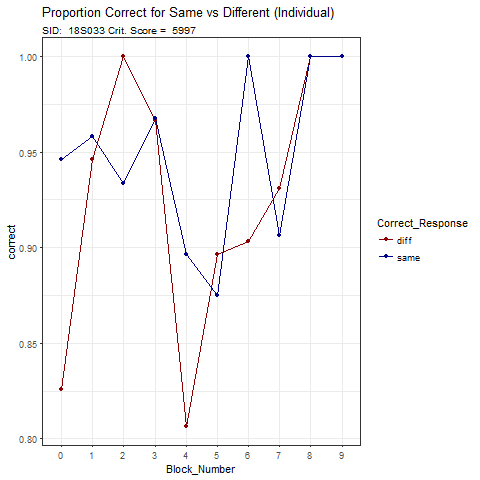 Proportion Correct for Same vs Different (Individual)
SID:  18S033 Crit. Score =  5997
correct
1.00
0.95
0.90
0.85
0.80
0 1 2 3 4 5 6 7 8 9
Block_Number
Correct_Response
diff
same